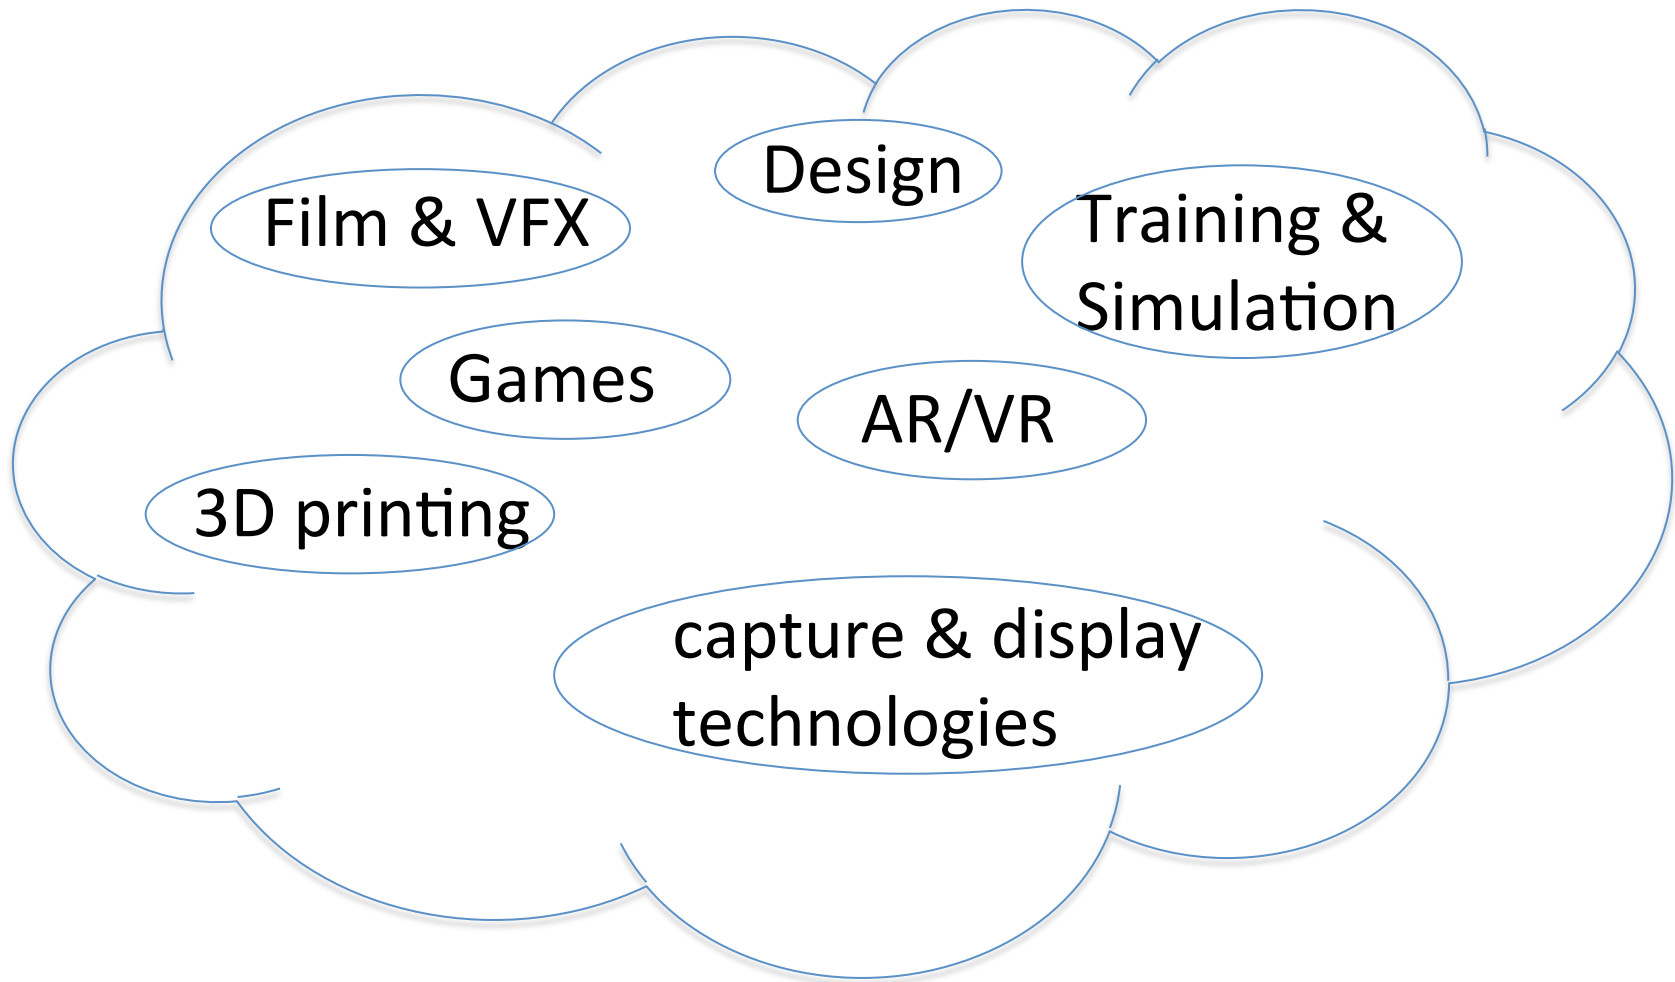 Design
Film & VFX
Training &
Simulation
Games
AR/VR
3D printing
capture & display
technologies